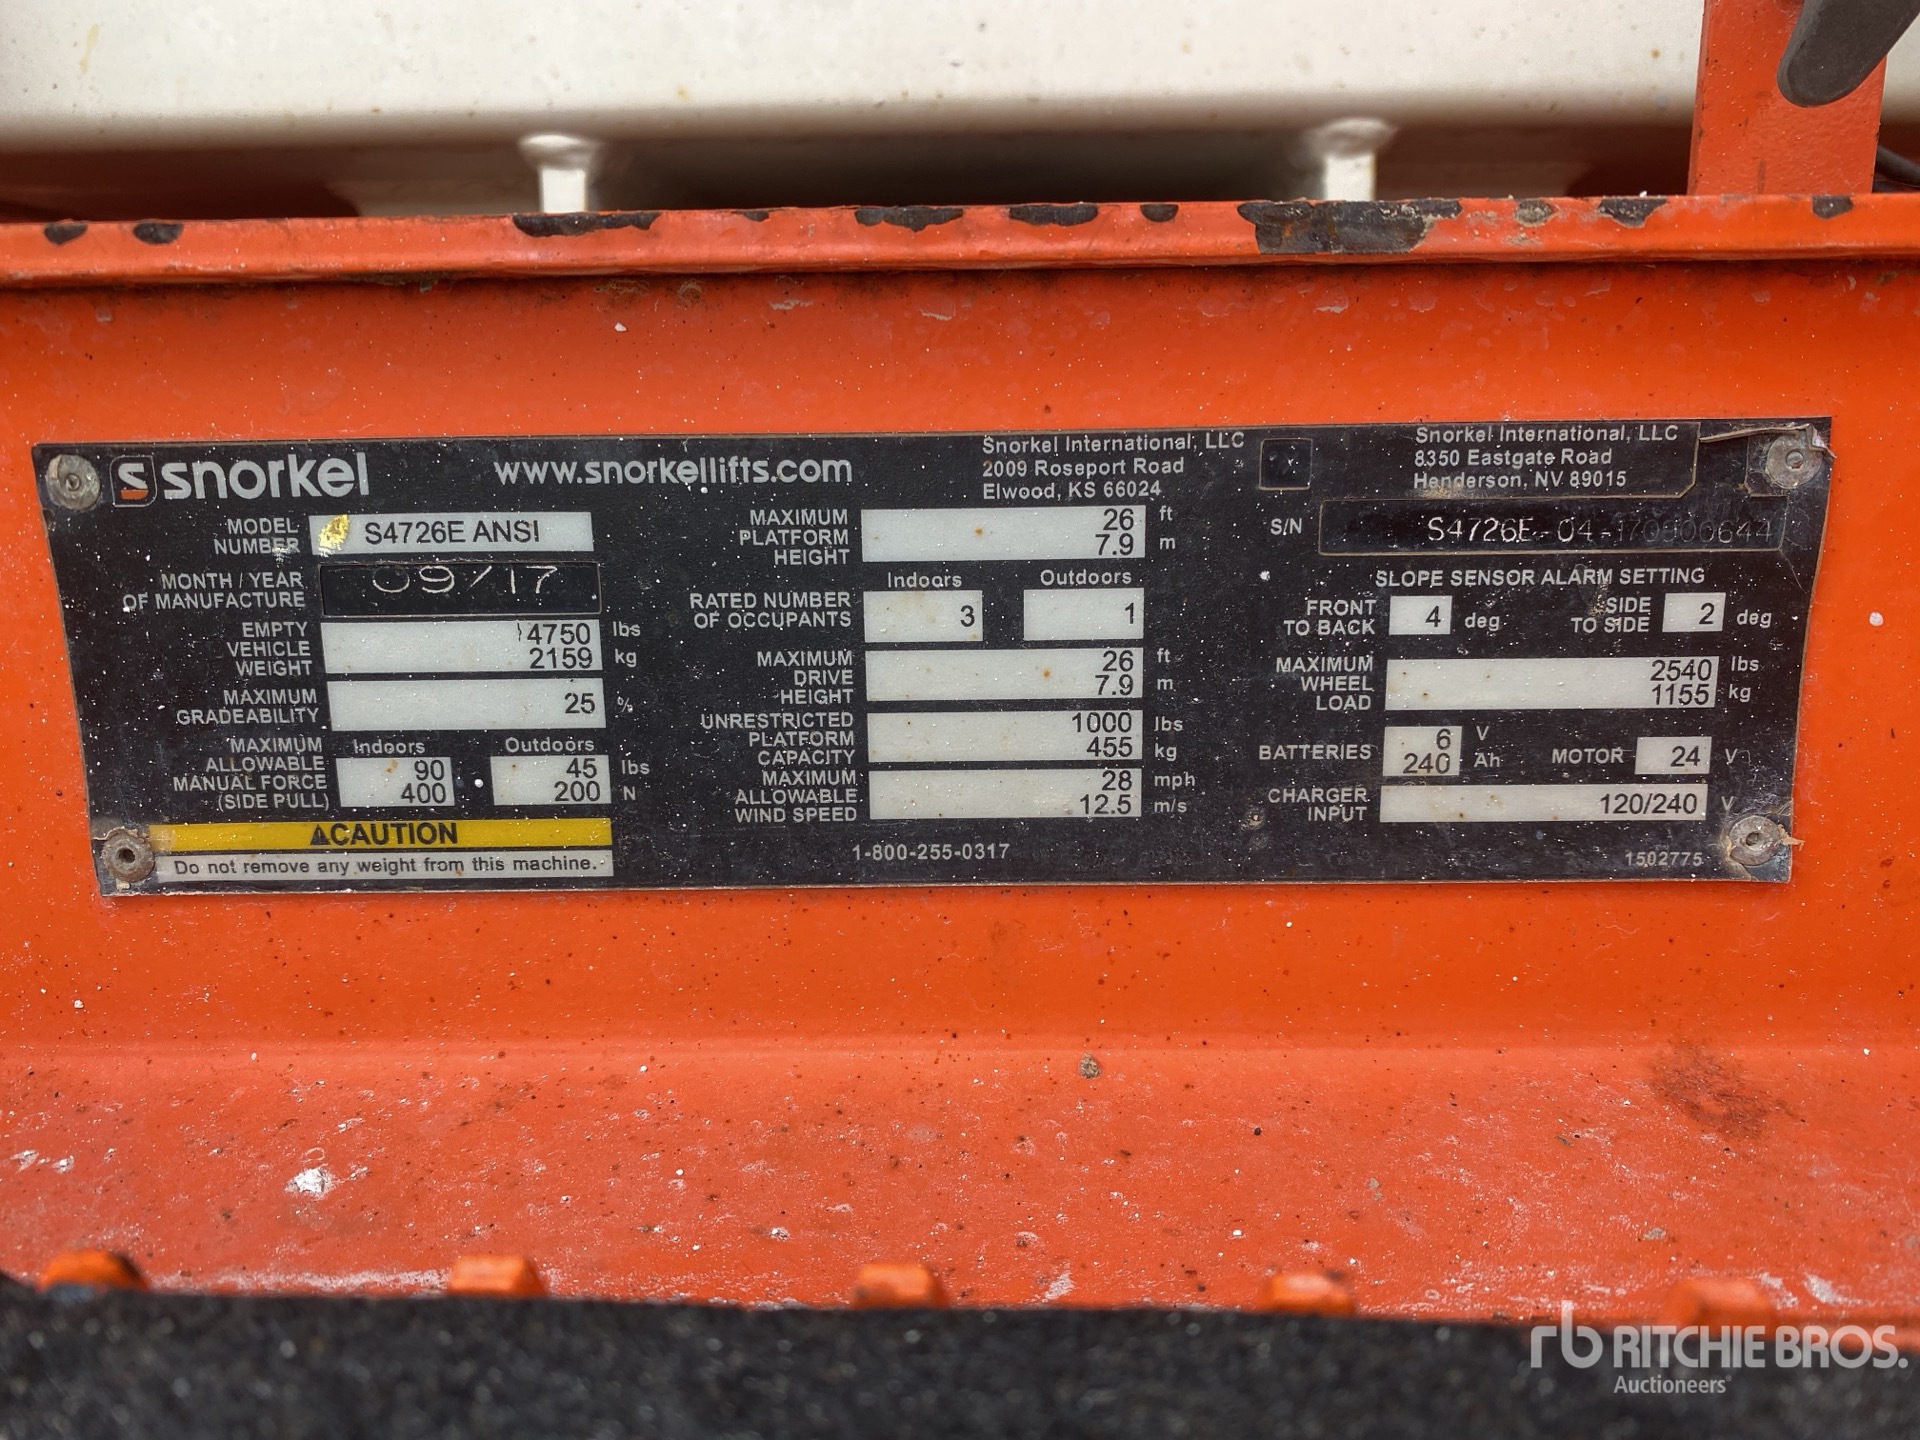 snorkel
www.snorkellifts.com
Snorkel International, LLC
2009 Roseport Road
Elwood, KS 66024
X
Snorkel International, LLC
8350 Eastgate Road
Henderson, NV 89015
MODEL
NUMBER
S4726E ANSI
MONTH / YEAR
OF MANUFACTURE
09/17
EMPTY
VEHICLE
WEIGHT
4750 lbs
2159 kg
MAXIMUM
GRADEABILITY
25 %
MAXIMUM
ALLOWABLE
MANUAL FORCE
(SIDE PULL)
Indoors Outdoors
90 45 lbs
400 200 N
CAUTION
Do not remove any weight from this machine.
MAXIMUM
PLATFORM
HEIGHT
26 ft
7.9 m
Indoors Outdoors
RATED NUMBER
OF OCCUPANTS
3 1
MAXIMUM
DRIVE
HEIGHT
26 ft
7.9 m
UNRESTRICTED
PLATFORM
CAPACITY
1000 lbs
455 kg
MAXIMUM
ALLOWABLE
WIND SPEED
28 mph
12.5 m/s
1-800-255-0317
S/N S4726E-04-170900644
SLOPE SENSOR ALARM SETTING
FRONT
TO BACK
4 deg
SIDE
TO SIDE
2 deg
MAXIMUM
WHEEL
LOAD
2540 lbs
1155 kg
BATTERIES
6 V
240 Ah
MOTOR 24 V
CHARGER
INPUT
120/240 V
1502775
rb RITCHIE BROS.
Auctioneers